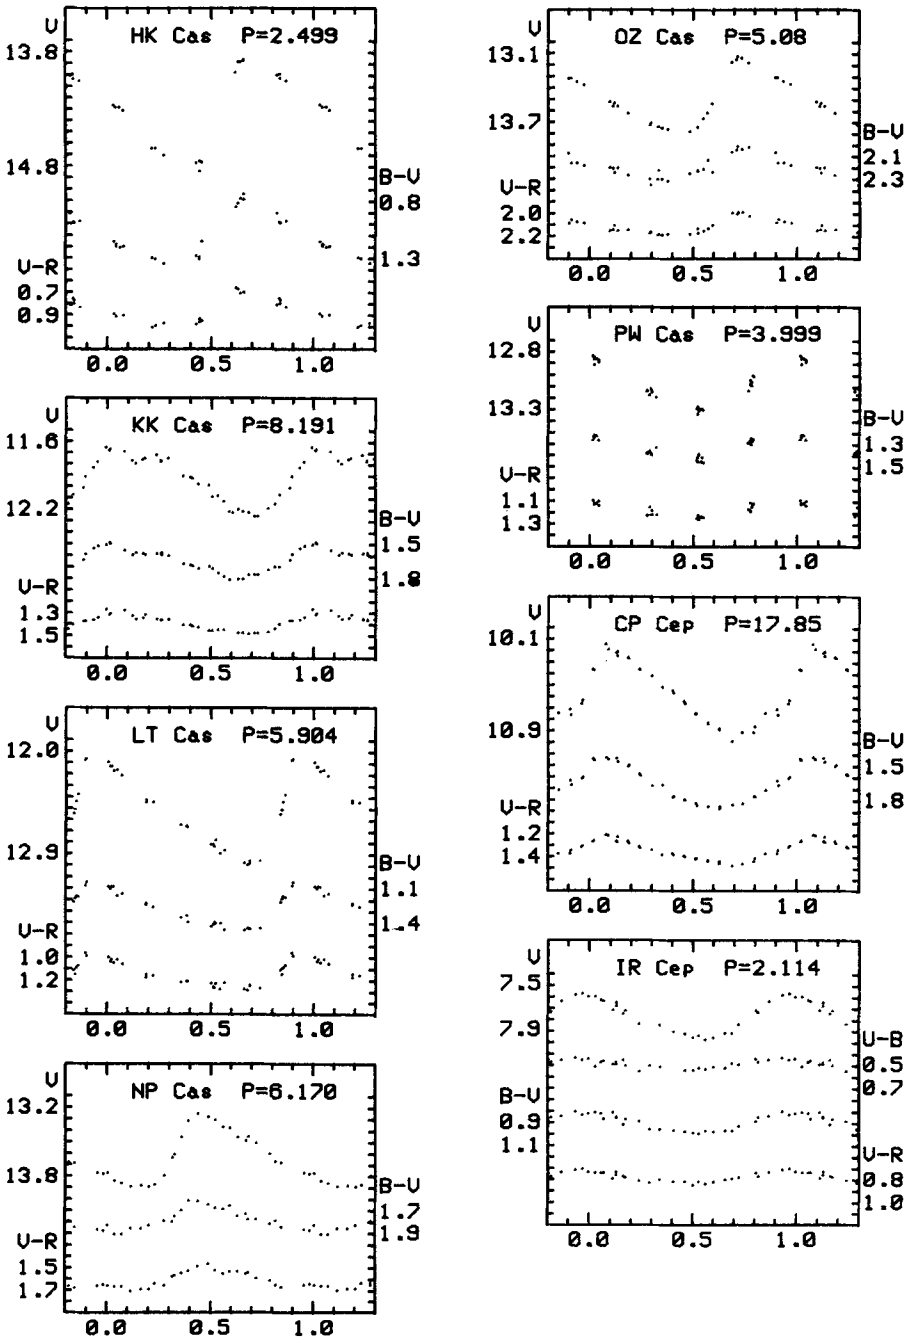 V
HK Cas P=2.499
13.8
14.8
B-V
0.8
1.3
V-R
0.7
0.9
0.0 0.5 1.0
V
KK Cas P=8.191
11.6
12.2
B-V
1.5
1.8
V-R
1.3
1.5
0.0 0.5 1.0
V
LT Cas P=5.904
12.0
12.9
B-V
1.1
1.4
V-R
1.0
1.2
0.0 0.5 1.0
V
NP Cas P=6.170
13.2
13.8
B-V
1.7
1.9
V-R
1.5
1.7
0.0 0.5 1.0
V
OZ Cas P=5.08
13.1
13.7
B-V
2.1
2.3
V-R
2.0
2.2
0.0 0.5 1.0
V
PW Cas P=3.999
12.8
13.3
B-V
1.3
1.5
V-R
1.1
1.3
0.0 0.5 1.0
V
CP Cep P=17.85
10.1
10.9
B-V
1.5
1.8
V-R
1.2
1.4
0.0 0.5 1.0
V
IR Cep P=2.114
7.5
7.9
U-B
0.5
0.7
B-V
0.9
1.1
V-R
0.8
1.0
0.0 0.5 1.0